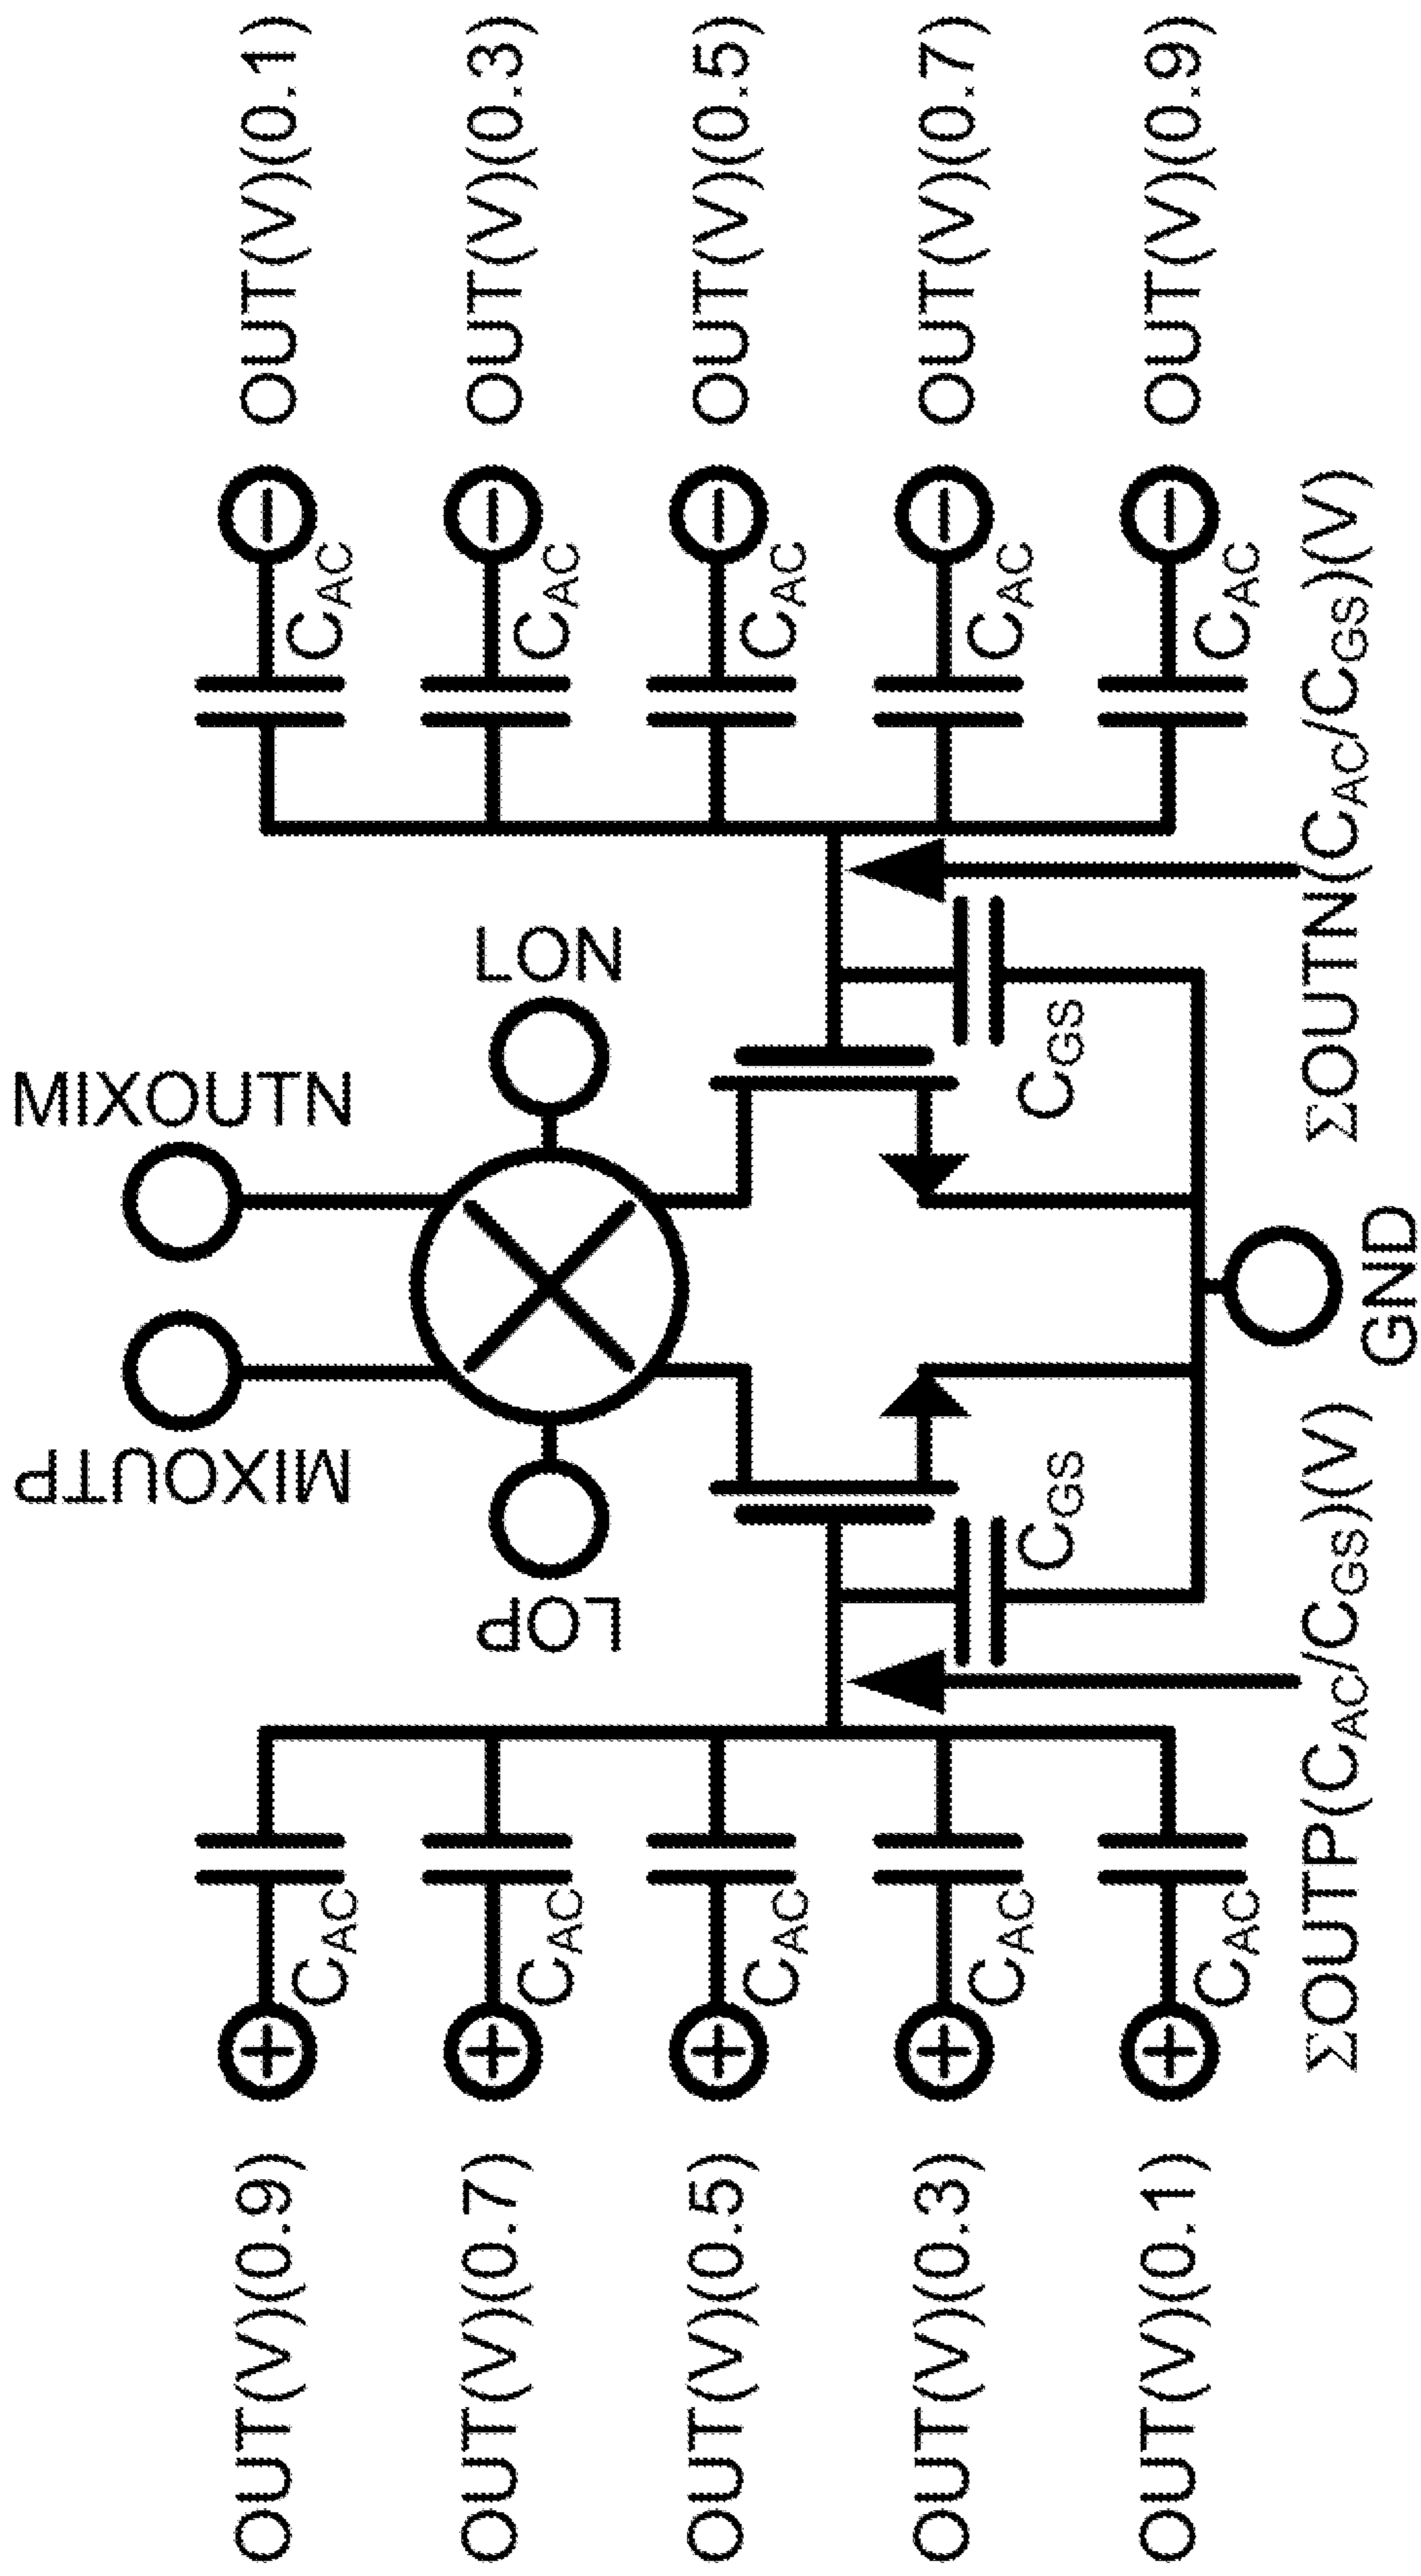 MIXOUTP
MIXOUTN
LOP
LON
OUT(V)(0.9)
C_AC
OUT(V)(0.7)
C_AC
OUT(V)(0.5)
C_AC
OUT(V)(0.3)
C_AC
OUT(V)(0.1)
C_AC
C_GS
C_GS
OUT(V)(0.1)
C_AC
OUT(V)(0.3)
C_AC
OUT(V)(0.5)
C_AC
OUT(V)(0.7)
C_AC
OUT(V)(0.9)
C_AC
ΣOUTP(C_AC/C_GS)(V)
GND
ΣOUTN(C_AC/C_GS)(V)